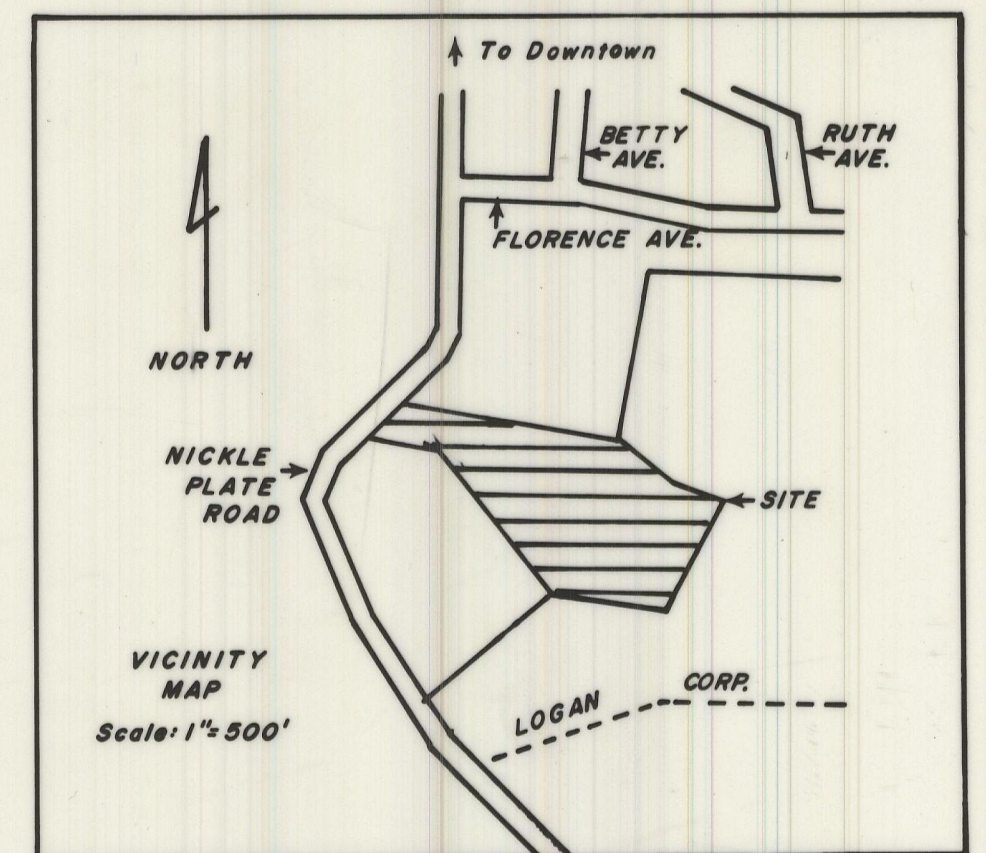 To Downtown
BETTY
AVE.
RUTH
AVE.
FLORENCE AVE.
NORTH
NICKLE
PLATE
ROAD
SITE
VICINITY
MAP
Scale: 1"=500'
LOGAN CORP.